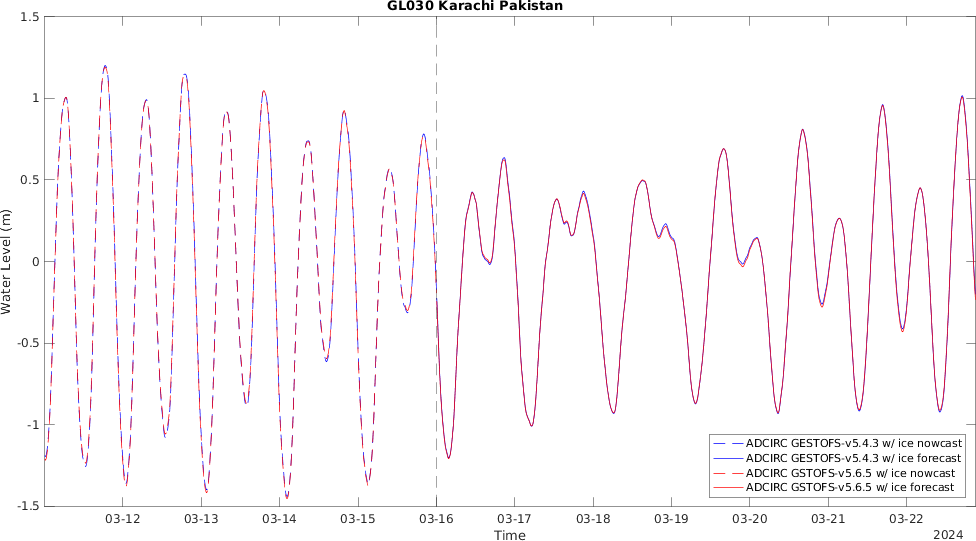 GL030 Karachi Pakistan
1.5
1
0.5
0
-0.5
-1
-1.5
Water Level (m)
03-12 03-13 03-14 03-15 03-16 03-17 03-18 03-19 03-20 03-21 03-22
Time
2024
ADCIRC GESTOFS-v5.4.3 w/ ice nowcast
ADCIRC GESTOFS-v5.4.3 w/ ice forecast
ADCIRC GSTOFS-v5.6.5 w/ ice nowcast
ADCIRC GSTOFS-v5.6.5 w/ ice forecast